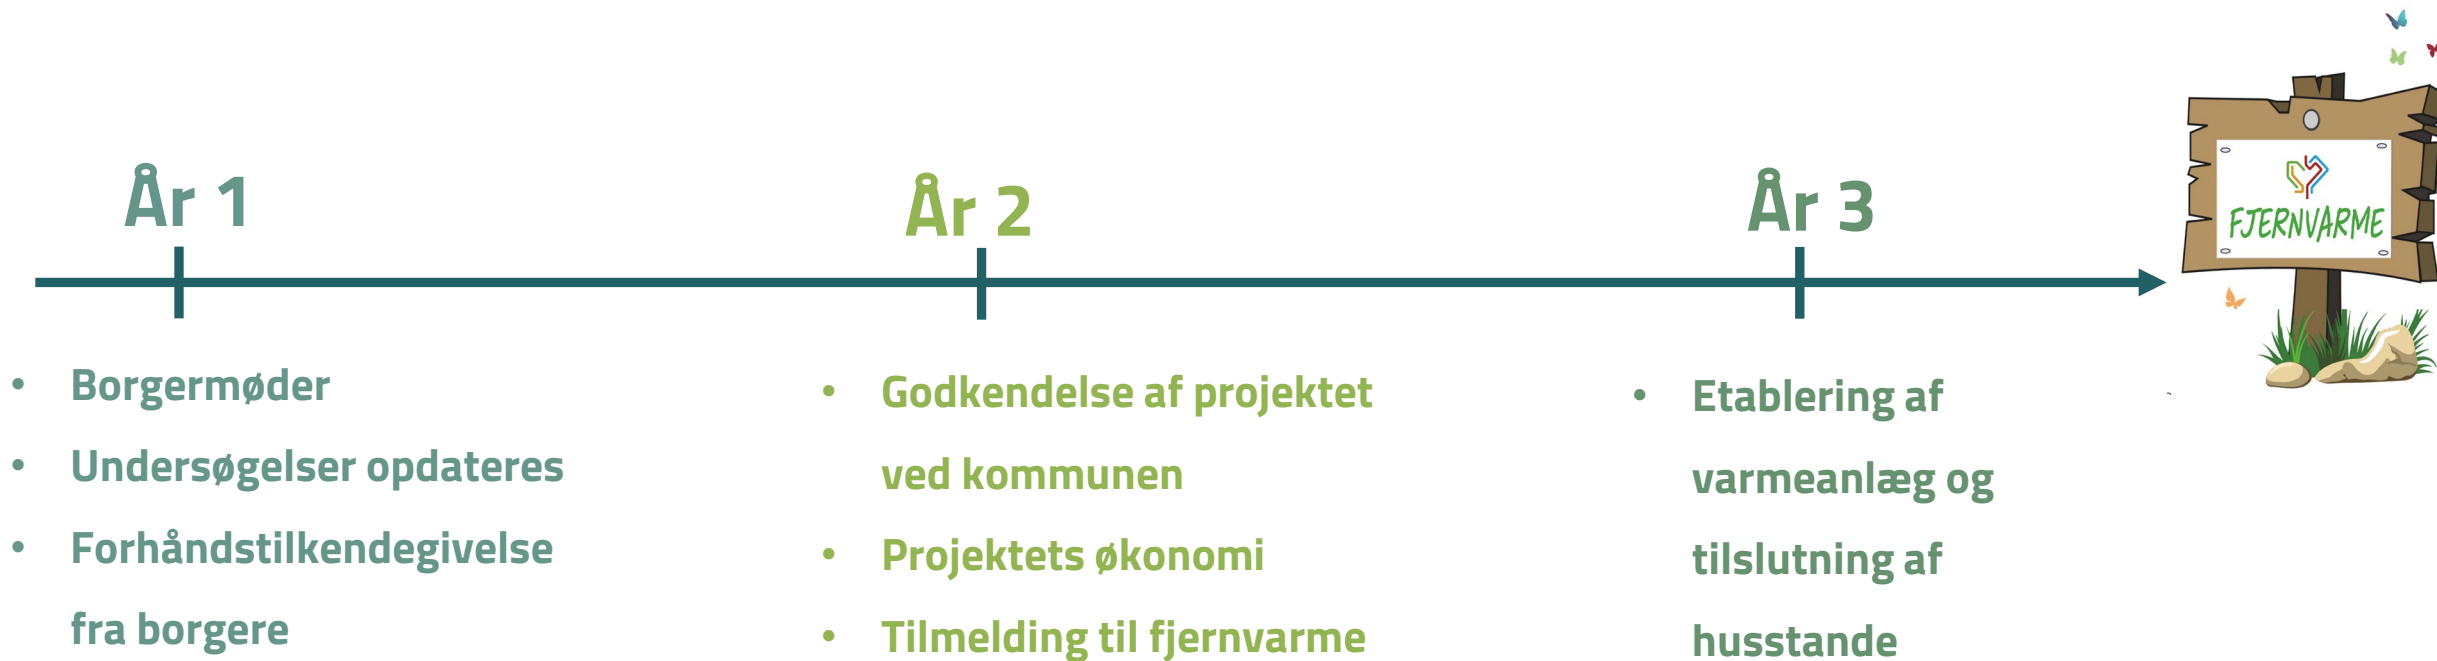 År 1
• Borgermøder
• Undersøgelser opdateres
• Forhåndstilkendegivelse
fra borgere
År 2
• Godkendelse af projektet
ved kommunen
• Projektets økonomi
• Tilmelding til fjernvarme
År 3
• Etablering af
varmeanlæg og
tilslutning af
husstande
FJERNVARME